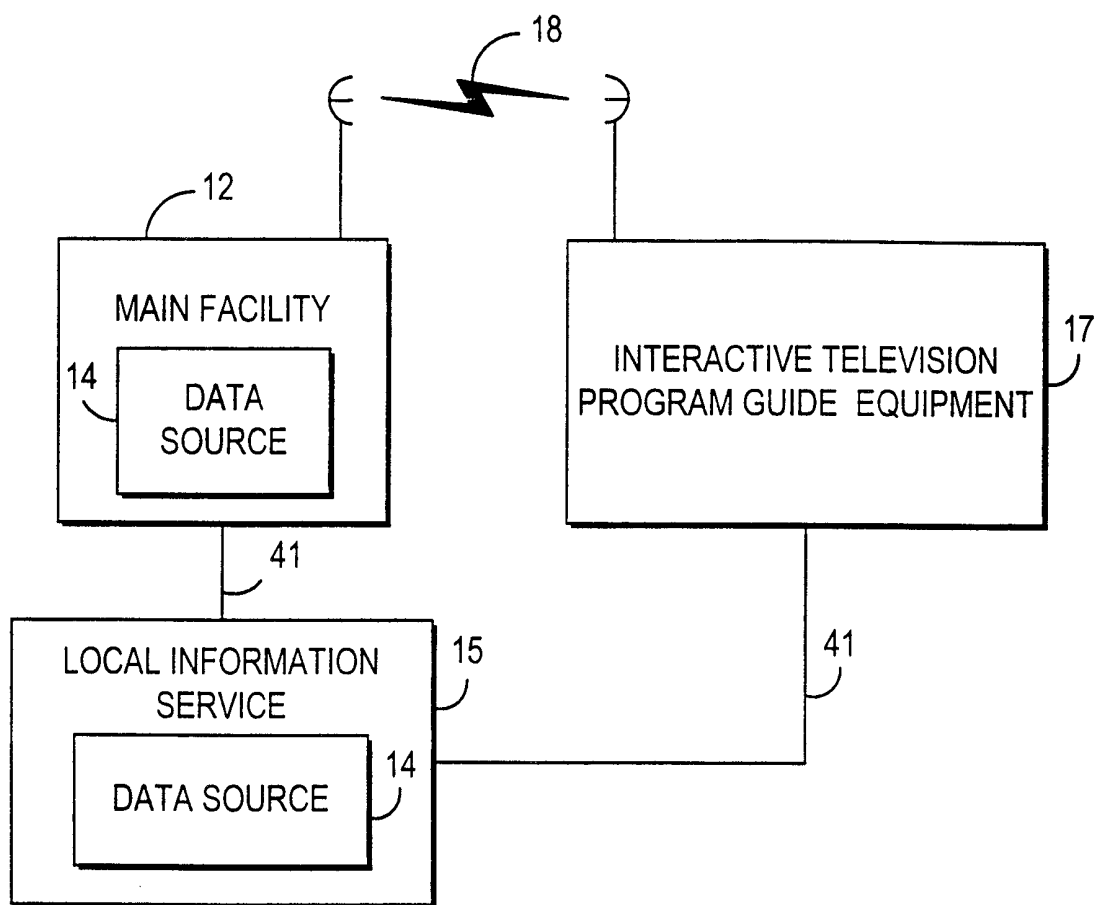 18
12
MAIN FACILITY
14
DATA
SOURCE
INTERACTIVE TELEVISION
PROGRAM GUIDE EQUIPMENT
17
41
LOCAL INFORMATION
SERVICE
15
41
DATA SOURCE
14